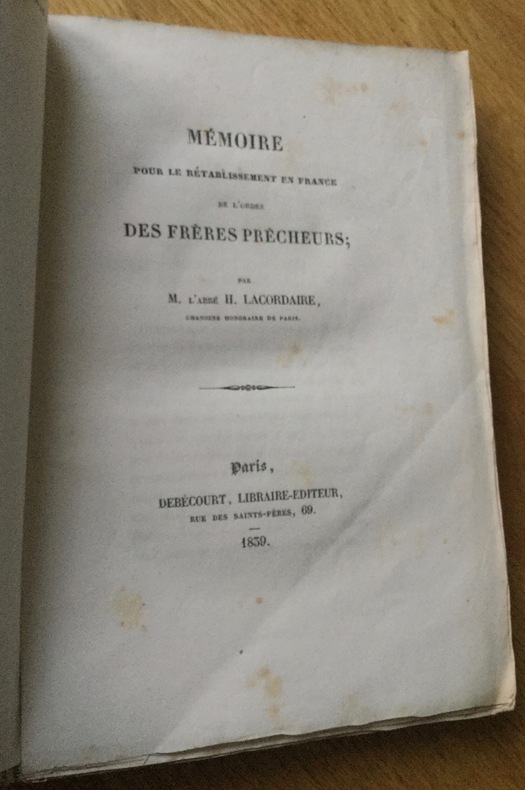 MÉMOIRE
POUR LE RÉTABLISSEMENT EN FRANCE
DE L'ORDRE
DES FRÈRES PRÊCHEURS;
PAR
M. L'ABBÉ H. LACORDAIRE,
CHANOINE HONORAIRE DE PARIS.
Paris,
DEBÉCOURT, LIBRAIRE-EDITEUR,
RUE DES SAINTS-PÈRES, 69.
1839.